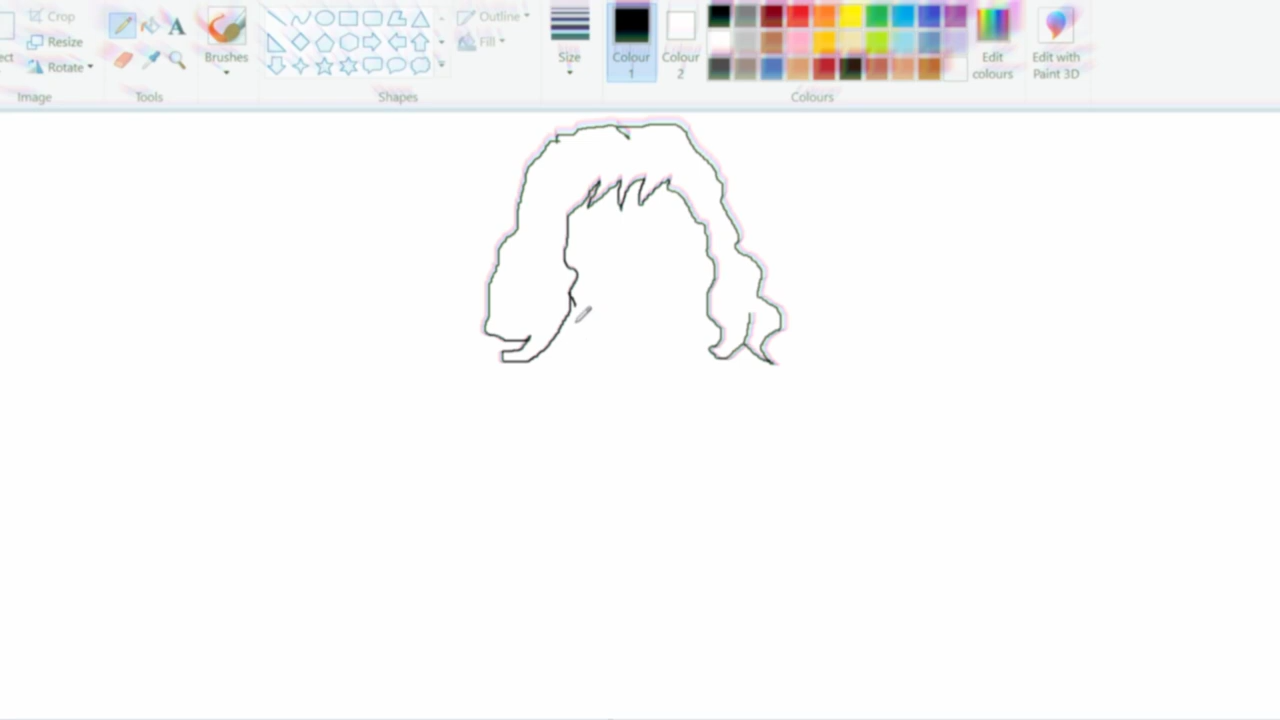 Crop
Resize
Rotate
Image
A
Tools
Brushes
Shapes
Outline
Fill
Size
Colour
1
Colour
2
Colours
Edit
colours
Edit with
Paint 3D